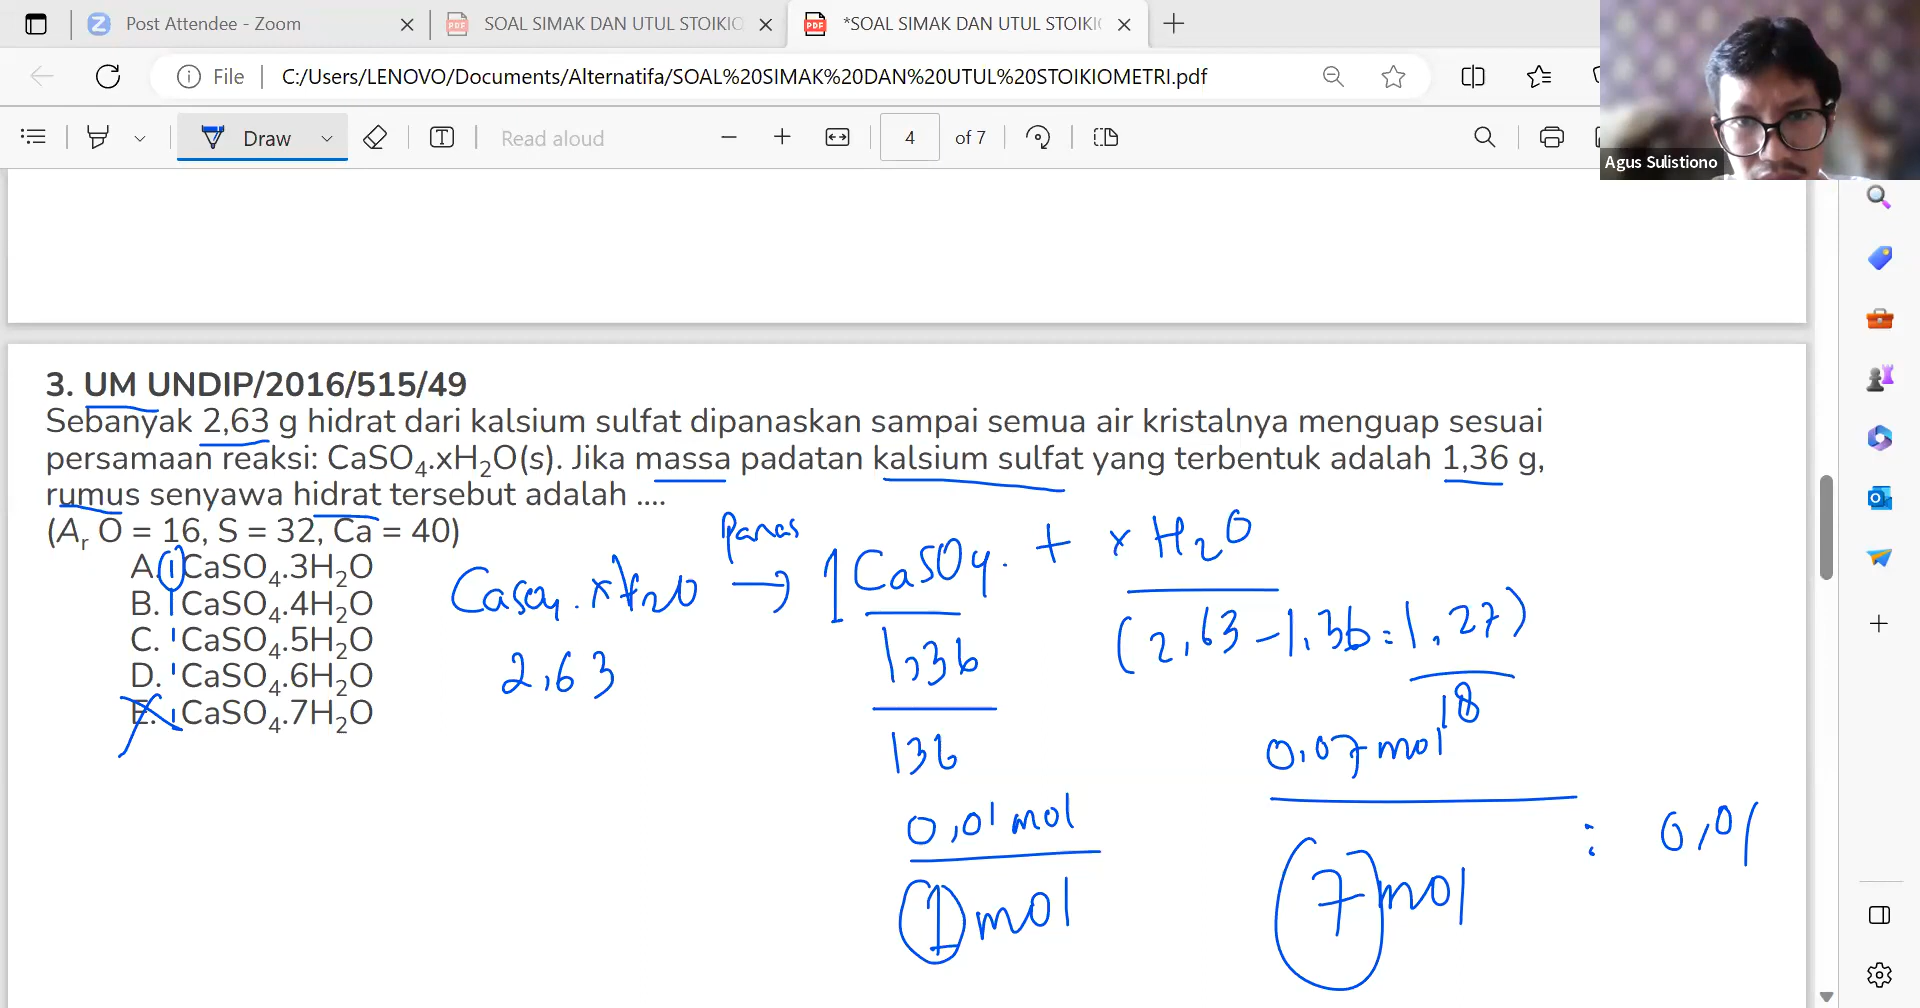 Post Attendee - Zoom
SOAL SIMAK DAN UTUL STOIKIO
*SOAL SIMAK DAN UTUL STOIKI
File
C:/Users/LENOVO/Documents/Alternatifa/SOAL%20SIMAK%20DAN%20UTUL%20STOIKIOMETRI.pdf
Draw
Read aloud
4 of 7
Agus Sulistiono
3. UM UNDIP/2016/515/49
Sebanyak 2,63 g hidrat dari kalsium sulfat dipanaskan sampai semua air kristalnya menguap sesuai
persamaan reaksi: CaSO₄.xH₂O(s). Jika massa padatan kalsium sulfat yang terbentuk adalah 1,36 g,
rumus senyawa hidrat tersebut adalah ....
(Aᵣ O = 16, S = 32, Ca = 40)
A. 1 CaSO₄.3H₂O
B. 1 CaSO₄.4H₂O
C. 1 CaSO₄.5H₂O
D. 1 CaSO₄.6H₂O
E. 1 CaSO₄.7H₂O
Panas
CaSO4 . xH2O → 1 CaSO4 . + x H2O
2,63
1,36
(2,63 - 1,36 = 1,27)
136
18
0,01 mol
0,07 mol
: 0,01
1 mol
7 mol